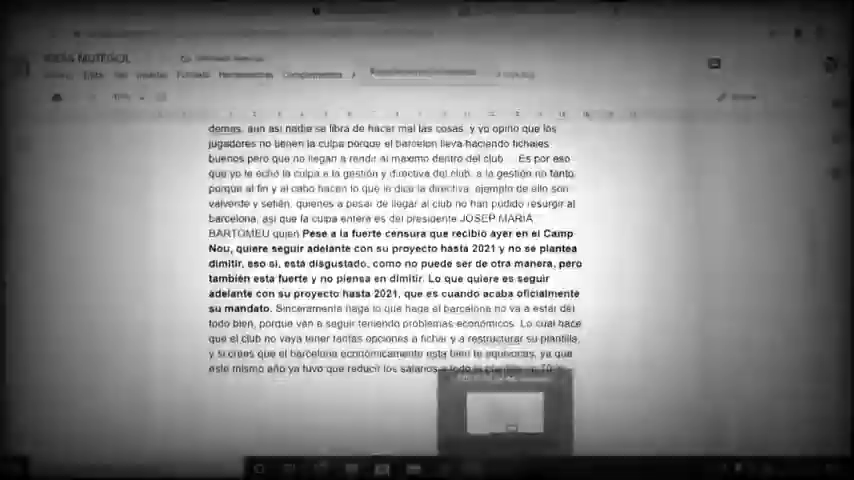 IDEAS MUTEGOL
Formato Herramientas Complementos
demas, aun asi nadie se libra de hacer mal las cosas, y yo opino que los
jugadores no tienen la culpa porque el barcelon lleva haciendo fichajes
buenos pero que no llegan a rendir al maximo dentro del club. Es por eso
que yo le echo la culpa a la gestión y directiva del club, a la gestión no tanto
porque al fin y al cabo hacen lo que le dice la directiva, ejemplo de ello son
valverde y setién, quienes a pesar de llegar al club no han pudido resurgir al
barcelona, asi que la culpa entera es del presidente JOSEP MARIA
BARTOMEU quien Pese a la fuerte censura que recibió ayer en el Camp
Nou, quiere seguir adelante con su proyecto hasta 2021 y no se plantea
dimitir, eso sí, está disgustado, como no puede ser de otra manera, pero
también esta fuerte y no piensa en dimitir. Lo que quiere es seguir
adelante con su proyecto hasta 2021, que es cuando acaba oficialmente
su mandato. Sinceramente haga lo que haga el barcelona no va a estar del
todo bien, porque van a seguir teniendo problemas económicos. Lo cual hace
que el club no vaya tener tantas opciones a fichar y a restructurar su plantilla,
y si crees que el barcelona económicamente esta bien te equivocas, ya que
este mismo año ya tuvo que reducir los salarios a todo